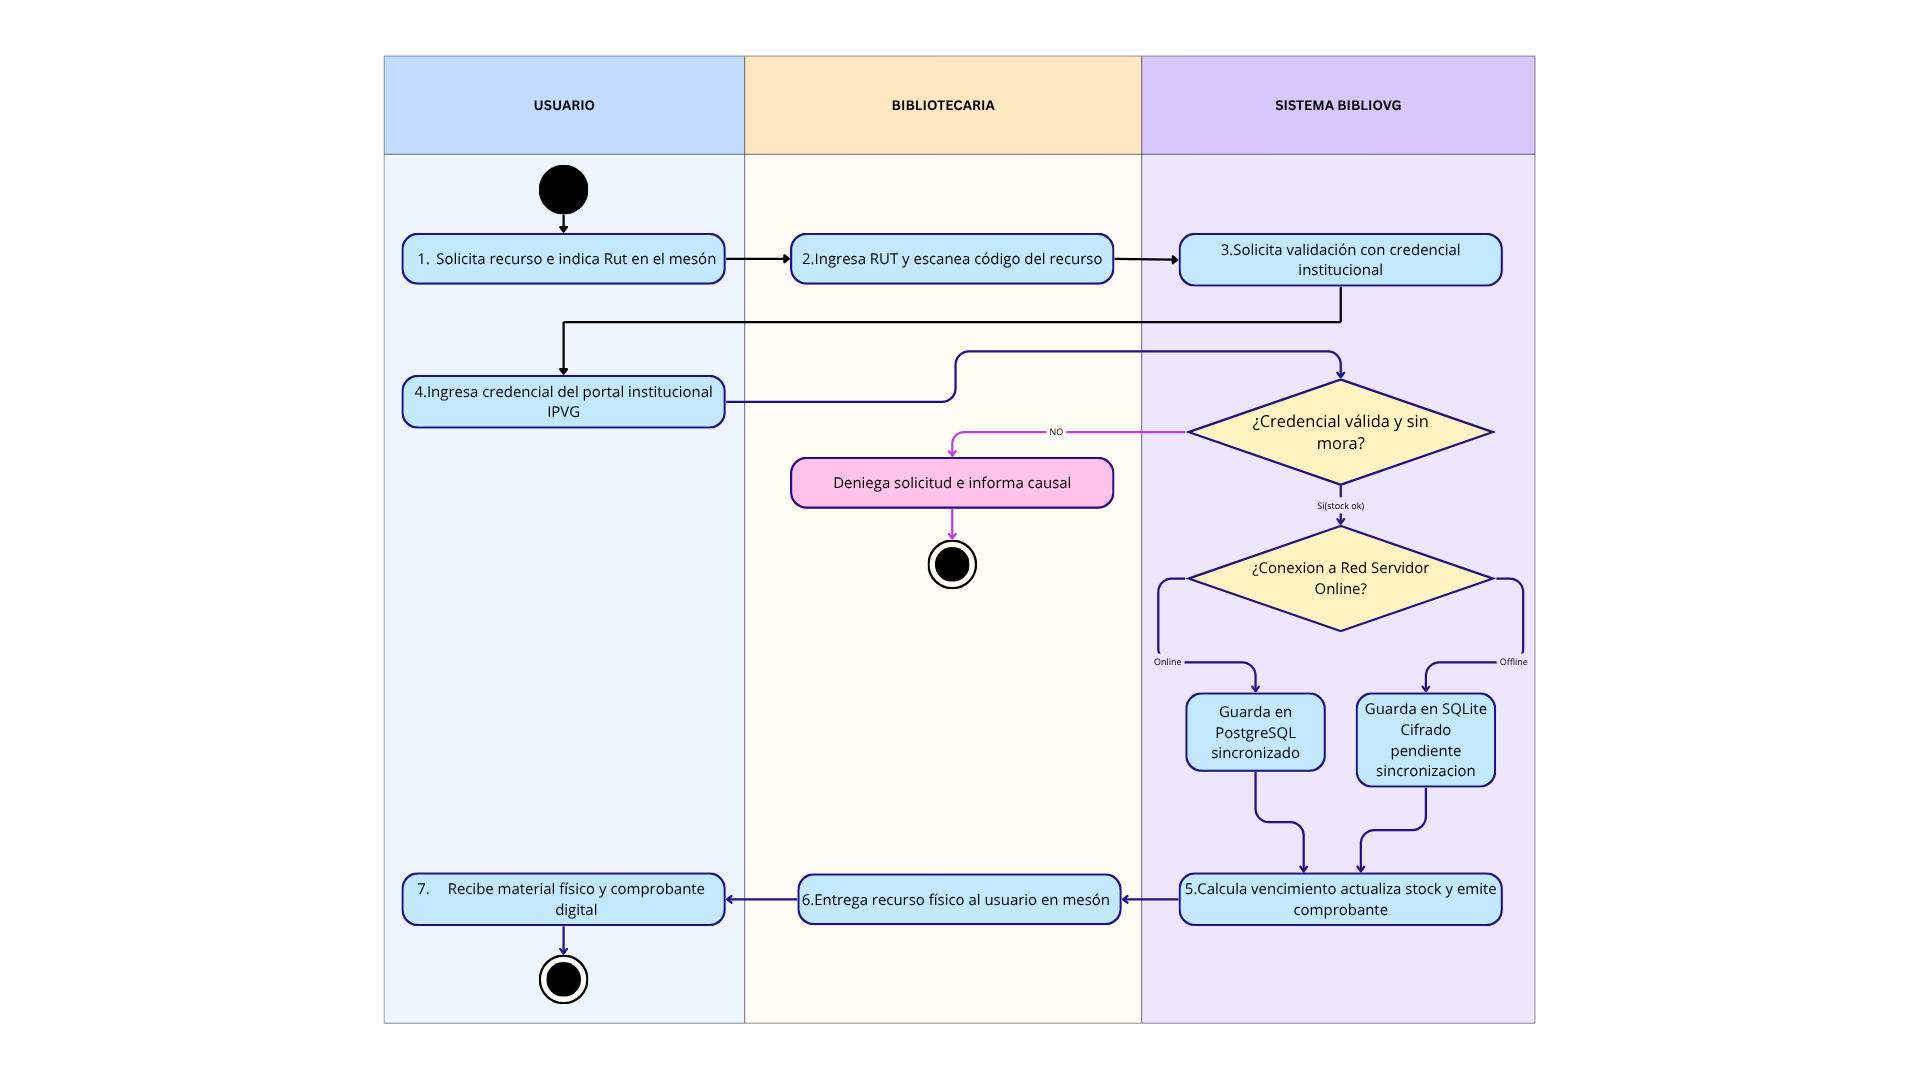 USUARIO
BIBLIOTECARIA
SISTEMA BIBLIOVG
1. Solicita recurso e indica Rut en el mesón
2.Ingresa RUT y escanea código del recurso
3.Solicita validación con credencial
institucional
4.Ingresa credencial del portal institucional
IPVG
¿Credencial válida y sin
mora?
NO
Deniega solicitud e informa causal
Si(stock ok)
¿Conexion a Red Servidor
Online?
Online
Offline
Guarda en
PostgreSQL
sincronizado
Guarda en SQLite
Cifrado
pendiente
sincronizacion
5.Calcula vencimiento actualiza stock y emite
comprobante
6.Entrega recurso físico al usuario en mesón
7. Recibe material físico y comprobante
digital